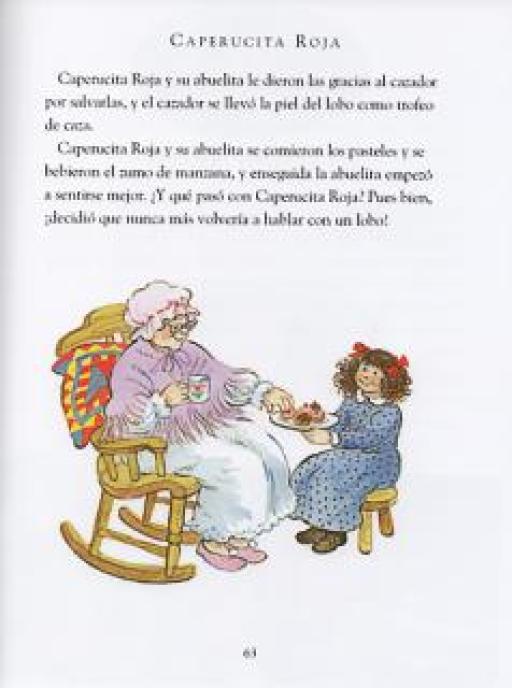 CAPERUCITA ROJA
Caperucita Roja y su abuelita le dieron las gracias al cazador
por salvarlas, y el cazador se llevó la piel del lobo como trofeo
de caza.
Caperucita Roja y su abuelita se comieron los pasteles y se
bebieron el zumo de manzana, y enseguida la abuelita empezó
a sentirse mejor. ¿Y qué pasó con Caperucita Roja? Pues bien,
¡decidió que nunca más volvería a hablar con un lobo!
63